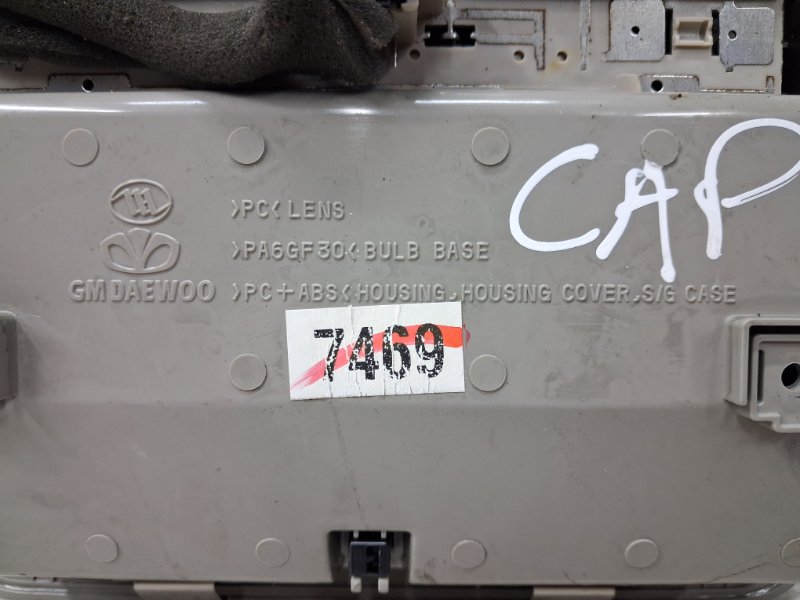 CAP
>PC< LENS
>PA6GF30< BULB BASE
GM DAEWOO >PC+ABS< HOUSING, HOUSING COVER, S/G CASE
7469